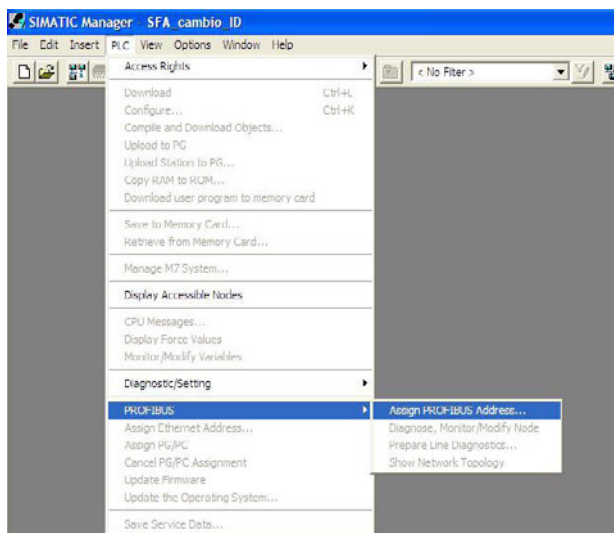 SIMATIC Manager - SFA_cambio_ID
File Edit Insert PLC View Options Window Help
< No Filter >
Access Rights
Download Ctrl+L
Configure... Ctrl+K
Compile and Download Objects...
Upload to PG
Upload Station to PG...
Copy RAM to ROM...
Download user program to memory card
Save to Memory Card...
Retrieve from Memory Card...
Manage M7 System...
Display Accessible Nodes
CPU Messages...
Display Force Values
Monitor/Modify Variables
Diagnostic/Setting
PROFIBUS
Assign Ethernet Address...
Assign PG/PC
Cancel PG/PC Assignment
Update Firmware
Update the Operating System...
Save Service Data...
Assign PROFIBUS Address...
Diagnose, Monitor/Modify Node
Prepare Line Diagnostics...
Show Network Topology